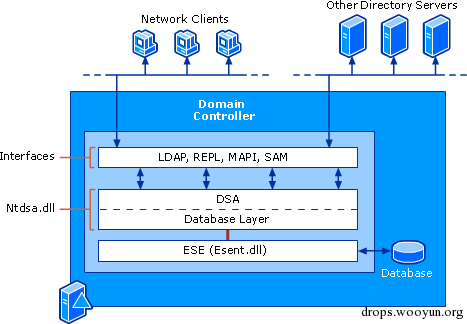 Network Clients
Other Directory Servers
Domain
Controller
Interfaces
LDAP, REPL, MAPI, SAM
Ntdsa.dll
DSA
Database Layer
ESE (Esent.dll)
Database
drops.wooyun.org